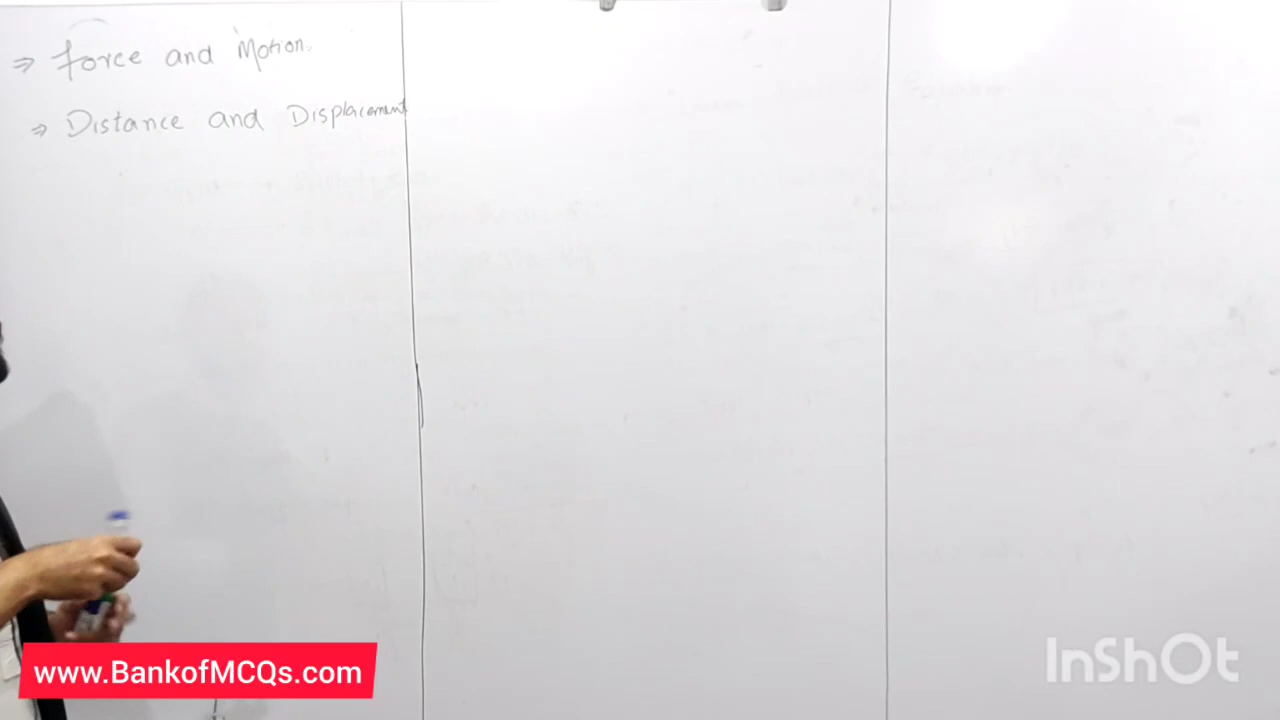 ⇒ Force and Motion.
⇒ Distance and Displacement
www.BankofMCQs.com
InShOt